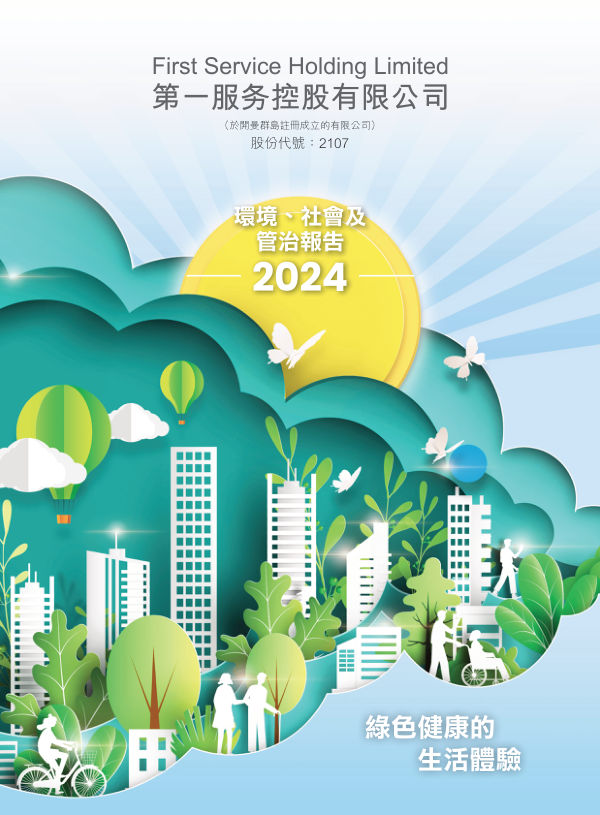 First Service Holding Limited
第一服务控股有限公司
（於開曼群島註冊成立的有限公司）
股份代號：2107
環境、社會及
管治報告
2024
綠色健康的
生活體驗